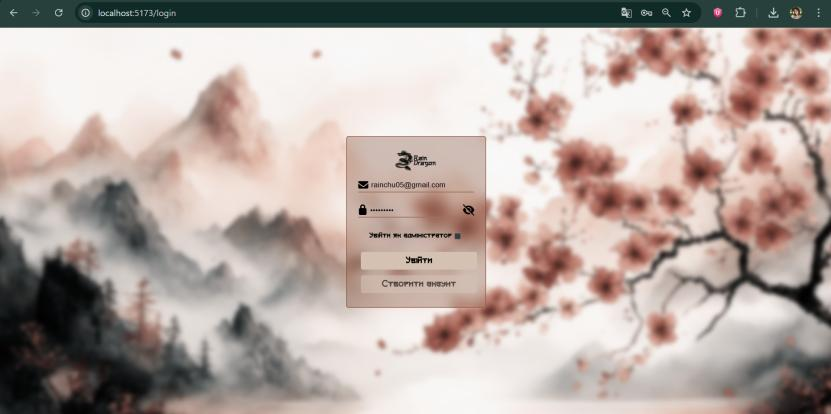 localhost:5173/login
Rain
Dragon
rainchu05@gmail.com
•••••••••
Увійти як адміністратор
Увійти
Створити акаунт